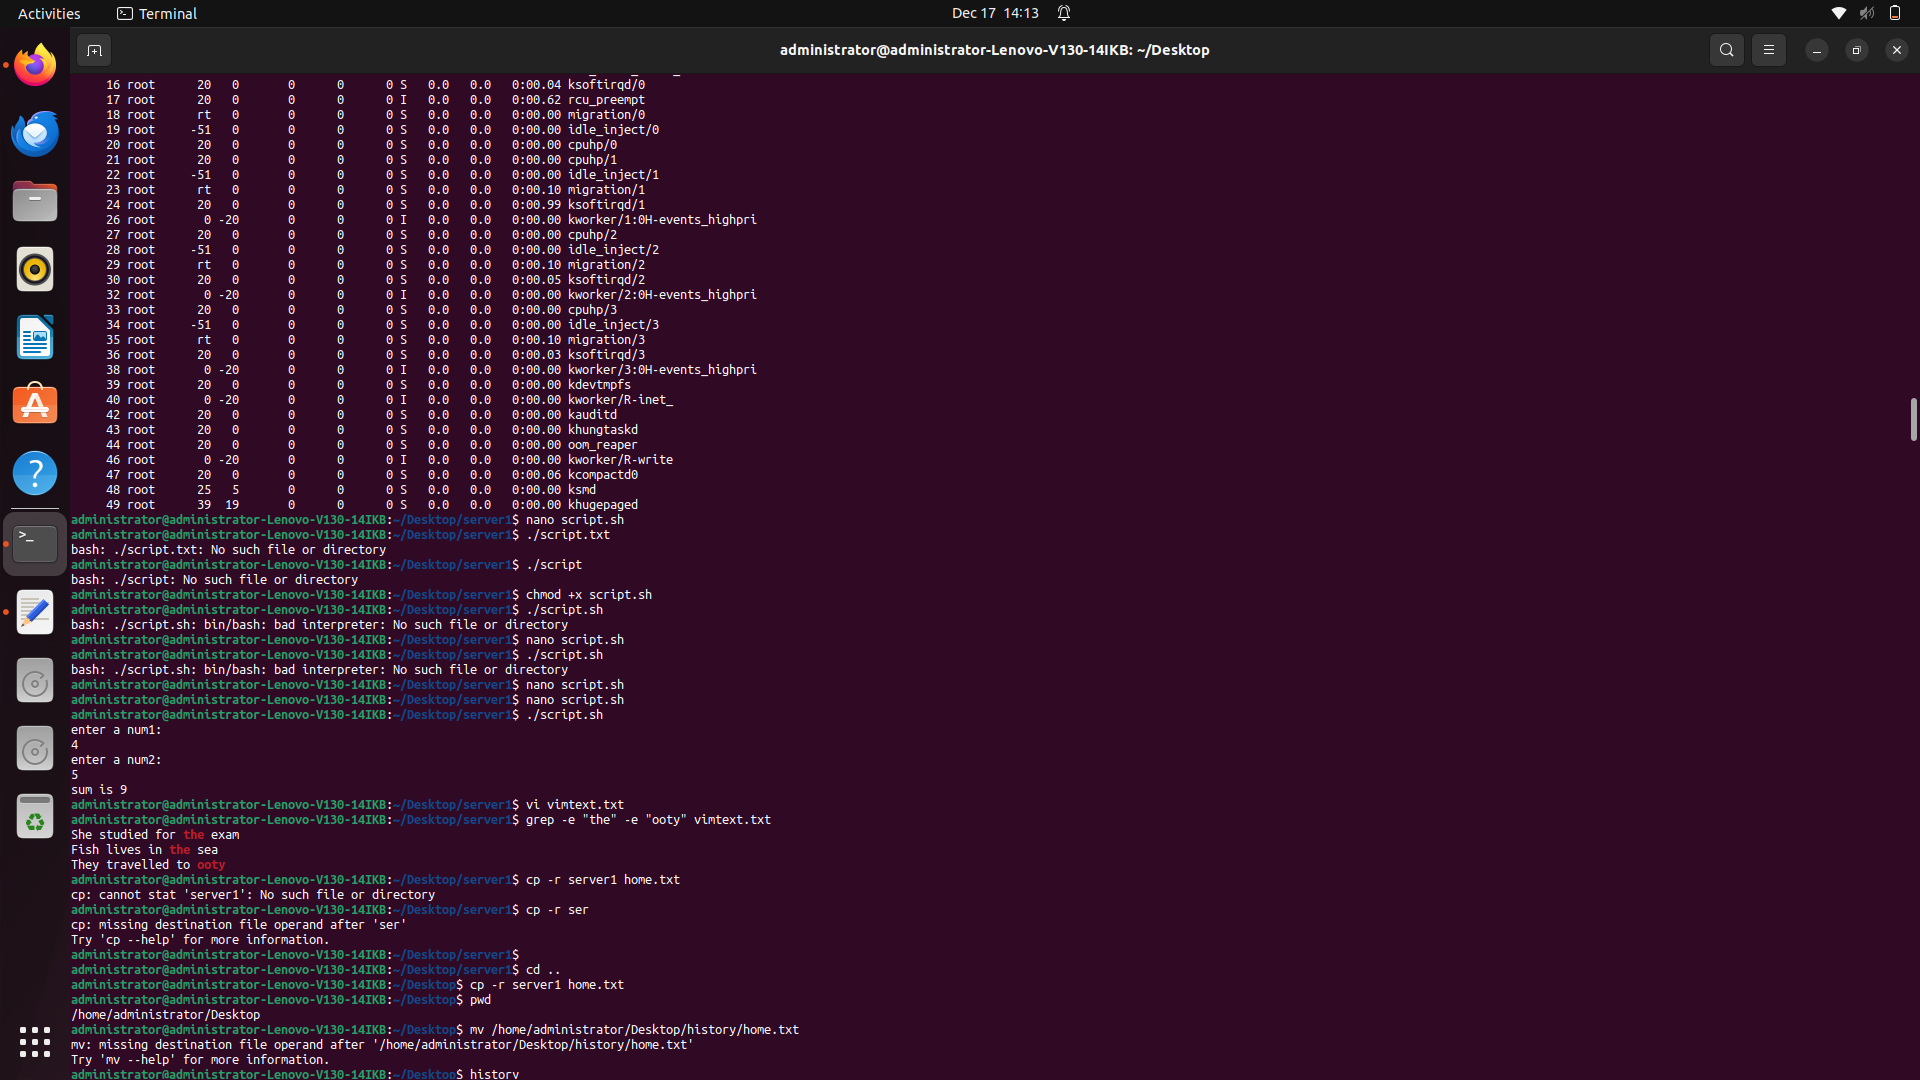 Activities
Terminal
Dec 17 14:13
administrator@administrator-Lenovo-V130-14IKB: ~/Desktop
16 root 20 0 0 0 0 S 0.0 0.0 0:00.04 ksoftirqd/0
17 root 20 0 0 0 0 I 0.0 0.0 0:00.62 rcu_preempt
18 root rt 0 0 0 0 S 0.0 0.0 0:00.00 migration/0
19 root -51 0 0 0 0 S 0.0 0.0 0:00.00 idle_inject/0
20 root 20 0 0 0 0 S 0.0 0.0 0:00.00 cpuhp/0
21 root 20 0 0 0 0 S 0.0 0.0 0:00.00 cpuhp/1
22 root -51 0 0 0 0 S 0.0 0.0 0:00.00 idle_inject/1
23 root rt 0 0 0 0 S 0.0 0.0 0:00.10 migration/1
24 root 20 0 0 0 0 S 0.0 0.0 0:00.99 ksoftirqd/1
26 root 0 -20 0 0 0 I 0.0 0.0 0:00.00 kworker/1:0H-events_highpri
27 root 20 0 0 0 0 S 0.0 0.0 0:00.00 cpuhp/2
28 root -51 0 0 0 0 S 0.0 0.0 0:00.00 idle_inject/2
29 root rt 0 0 0 0 S 0.0 0.0 0:00.10 migration/2
30 root 20 0 0 0 0 S 0.0 0.0 0:00.05 ksoftirqd/2
32 root 0 -20 0 0 0 I 0.0 0.0 0:00.00 kworker/2:0H-events_highpri
33 root 20 0 0 0 0 S 0.0 0.0 0:00.00 cpuhp/3
34 root -51 0 0 0 0 S 0.0 0.0 0:00.00 idle_inject/3
35 root rt 0 0 0 0 S 0.0 0.0 0:00.10 migration/3
36 root 20 0 0 0 0 S 0.0 0.0 0:00.03 ksoftirqd/3
38 root 0 -20 0 0 0 I 0.0 0.0 0:00.00 kworker/3:0H-events_highpri
39 root 20 0 0 0 0 S 0.0 0.0 0:00.00 kdevtmpfs
40 root 0 -20 0 0 0 I 0.0 0.0 0:00.00 kworker/R-inet_
42 root 20 0 0 0 0 S 0.0 0.0 0:00.00 kauditd
43 root 20 0 0 0 0 S 0.0 0.0 0:00.00 khungtaskd
44 root 20 0 0 0 0 S 0.0 0.0 0:00.00 oom_reaper
46 root 0 -20 0 0 0 I 0.0 0.0 0:00.00 kworker/R-write
47 root 20 0 0 0 0 S 0.0 0.0 0:00.06 kcompactd0
48 root 25 5 0 0 0 S 0.0 0.0 0:00.00 ksmd
49 root 39 19 0 0 0 S 0.0 0.0 0:00.00 khugepaged
administrator@administrator-Lenovo-V130-14IKB:~/Desktop/server1$ nano script.sh
administrator@administrator-Lenovo-V130-14IKB:~/Desktop/server1$ ./script.txt
bash: ./script.txt: No such file or directory
administrator@administrator-Lenovo-V130-14IKB:~/Desktop/server1$ ./script
bash: ./script: No such file or directory
administrator@administrator-Lenovo-V130-14IKB:~/Desktop/server1$ chmod +x script.sh
administrator@administrator-Lenovo-V130-14IKB:~/Desktop/server1$ ./script.sh
bash: ./script.sh: bin/bash: bad interpreter: No such file or directory
administrator@administrator-Lenovo-V130-14IKB:~/Desktop/server1$ nano script.sh
administrator@administrator-Lenovo-V130-14IKB:~/Desktop/server1$ ./script.sh
bash: ./script.sh: bin/bash: bad interpreter: No such file or directory
administrator@administrator-Lenovo-V130-14IKB:~/Desktop/server1$ nano script.sh
administrator@administrator-Lenovo-V130-14IKB:~/Desktop/server1$ nano script.sh
administrator@administrator-Lenovo-V130-14IKB:~/Desktop/server1$ ./script.sh
enter a num1:
4
enter a num2:
5
sum is 9
administrator@administrator-Lenovo-V130-14IKB:~/Desktop/server1$ vi vimtext.txt
administrator@administrator-Lenovo-V130-14IKB:~/Desktop/server1$ grep -e "the" -e "ooty" vimtext.txt
She studied for the exam
Fish lives in the sea
They travelled to ooty
administrator@administrator-Lenovo-V130-14IKB:~/Desktop/server1$ cp -r server1 home.txt
cp: cannot stat 'server1': No such file or directory
administrator@administrator-Lenovo-V130-14IKB:~/Desktop/server1$ cp -r ser
cp: missing destination file operand after 'ser'
Try 'cp --help' for more information.
administrator@administrator-Lenovo-V130-14IKB:~/Desktop/server1$
administrator@administrator-Lenovo-V130-14IKB:~/Desktop/server1$ cd ..
administrator@administrator-Lenovo-V130-14IKB:~/Desktop$ cp -r server1 home.txt
administrator@administrator-Lenovo-V130-14IKB:~/Desktop$ pwd
/home/administrator/Desktop
administrator@administrator-Lenovo-V130-14IKB:~/Desktop$ mv /home/administrator/Desktop/history/home.txt
mv: missing destination file operand after '/home/administrator/Desktop/history/home.txt'
Try 'mv --help' for more information.
administrator@administrator-Lenovo-V130-14IKB:~/Desktop$ history